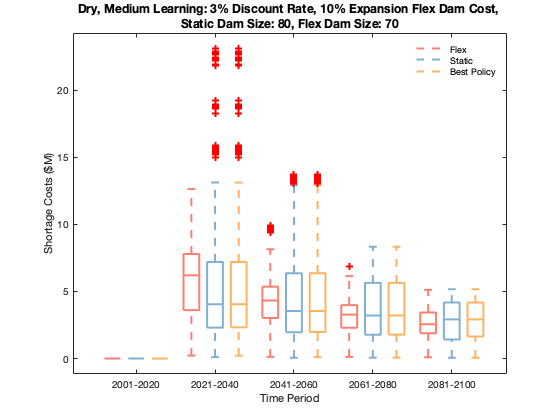 Dry, Medium Learning: 3% Discount Rate, 10% Expansion Flex Dam Cost,
Static Dam Size: 80, Flex Dam Size: 70
Flex
Static
Best Policy
Shortage Costs ($M)
20
15
10
5
0
2001-2020 2021-2040 2041-2060 2061-2080 2081-2100
Time Period